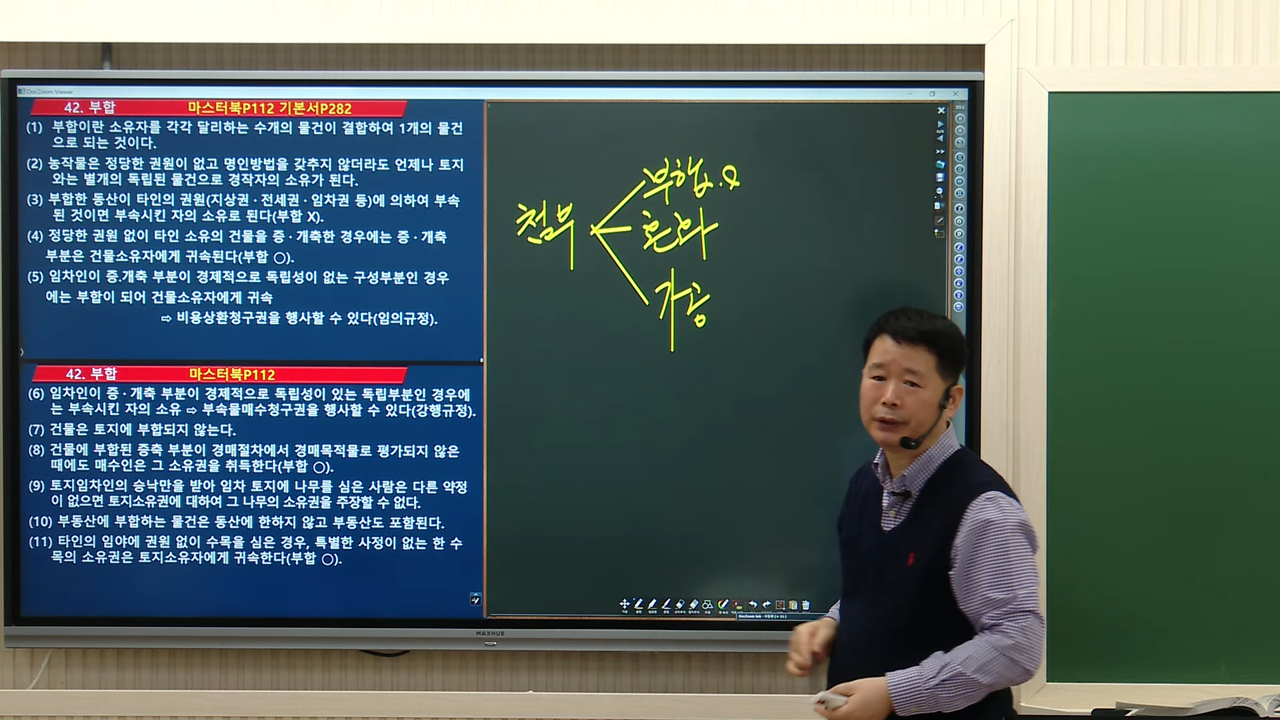 DocZoom Viewer
42. 부합 마스터북P112 기본서P282
(1) 부합이란 소유자를 각각 달리하는 수개의 물건이 결합하여 1개의 물건
으로 되는 것이다.
(2) 농작물은 정당한 권원이 없고 명인방법을 갖추지 않더라도 언제나 토지
와는 별개의 독립된 물건으로 경작자의 소유가 된다.
(3) 부합한 동산이 타인의 권원(지상권·전세권·임차권 등)에 의하여 부속
된 것이면 부속시킨 자의 소유로 된다(부합 X).
(4) 정당한 권원 없이 타인 소유의 건물을 증·개축한 경우에는 증·개축
부분은 건물소유자에게 귀속된다(부합 ○).
(5) 임차인이 증.개축 부분이 경제적으로 독립성이 없는 구성부분인 경우
에는 부합이 되어 건물소유자에게 귀속
⇨ 비용상환청구권을 행사할 수 있다(임의규정).
42. 부합 마스터북P112
(6) 임차인이 증·개축 부분이 경제적으로 독립성이 있는 독립부분인 경우에
는 부속시킨 자의 소유 ⇨ 부속물매수청구권을 행사할 수 있다(강행규정).
(7) 건물은 토지에 부합되지 않는다.
(8) 건물에 부합된 증축 부분이 경매절차에서 경매목적물로 평가되지 않은
때에도 매수인은 그 소유권을 취득한다(부합 ○).
(9) 토지임차인의 승낙만을 받아 임차 토지에 나무를 심은 사람은 다른 약정
이 없으면 토지소유권에 대하여 그 나무의 소유권을 주장할 수 없다.
(10) 부동산에 부합하는 물건은 동산에 한하지 않고 부동산도 포함된다.
(11) 타인의 임야에 권원 없이 수목을 심은 경우, 특별한 사정이 없는 한 수
목의 소유권은 토지소유자에게 귀속한다(부합 ○).
첨부
부합
혼화
가공
MAXHUB